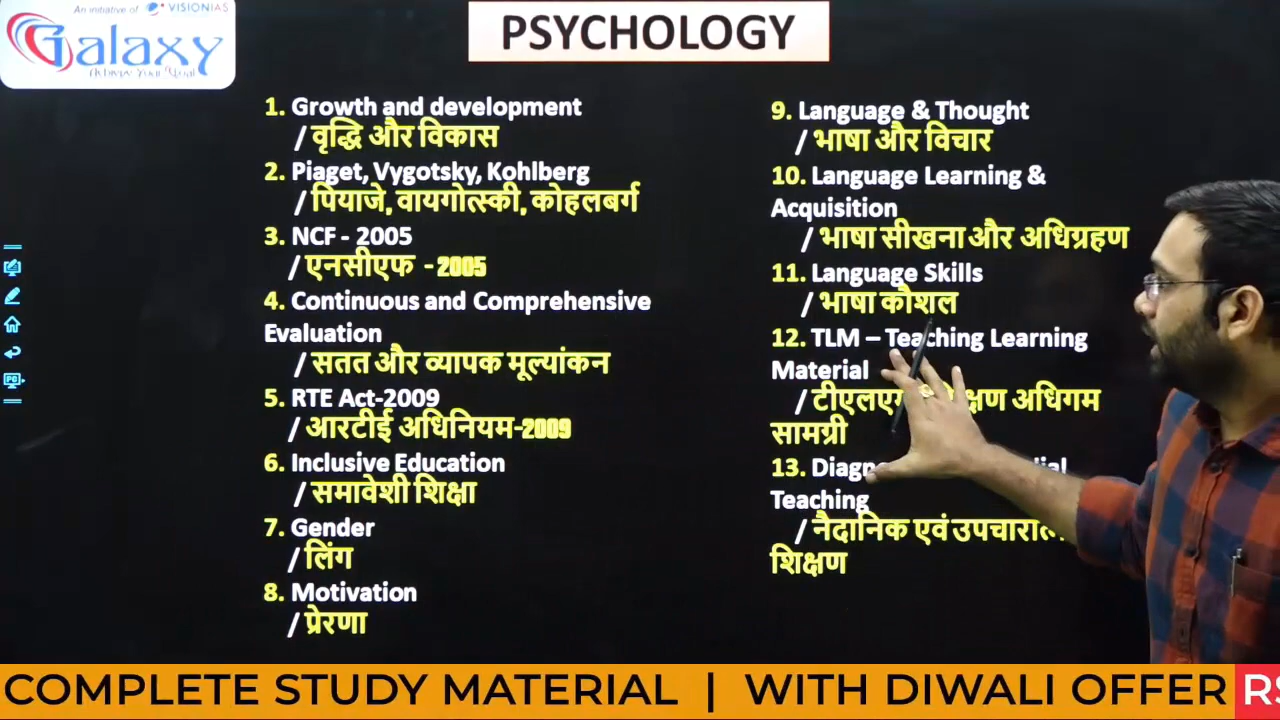 An initiative of VISIONIAS
Galaxy
Achieve Your Goal
PSYCHOLOGY
1. Growth and development
/ वृद्धि और विकास
2. Piaget, Vygotsky, Kohlberg
/ पियाजे, वायगोत्स्की, कोहलबर्ग
3. NCF - 2005
/ एनसीएफ - 2005
4. Continuous and Comprehensive
Evaluation
/ सतत और व्यापक मूल्यांकन
5. RTE Act-2009
/ आरटीई अधिनियम-2009
6. Inclusive Education
/ समावेशी शिक्षा
7. Gender
/ लिंग
8. Motivation
/ प्रेरणा
9. Language & Thought
/ भाषा और विचार
10. Language Learning &
Acquisition
/ भाषा सीखना और अधिग्रहण
11. Language Skills
/ भाषा कौशल
12. TLM – Teaching Learning
Material
/ अधिगम
सामग्री
13.
Teaching
/ नैदानिक एवं
शिक्षण
COMPLETE STUDY MATERIAL | WITH DIWALI OFFER